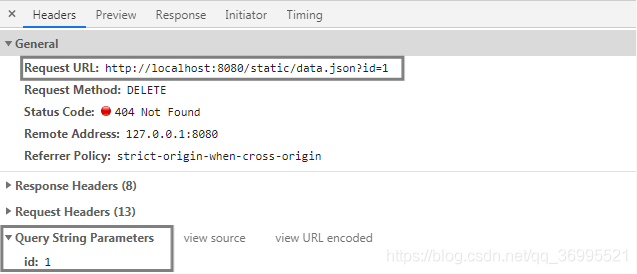 × Headers Preview Response Initiator Timing
▼ General
Request URL: http://localhost:8080/static/data.json?id=1
Request Method: DELETE
Status Code: 404 Not Found
Remote Address: 127.0.0.1:8080
Referrer Policy: strict-origin-when-cross-origin
▶ Response Headers (8)
▶ Request Headers (13)
▼ Query String Parameters view source view URL encoded
id: 1
https://blog.csdn.net/qq_36995521